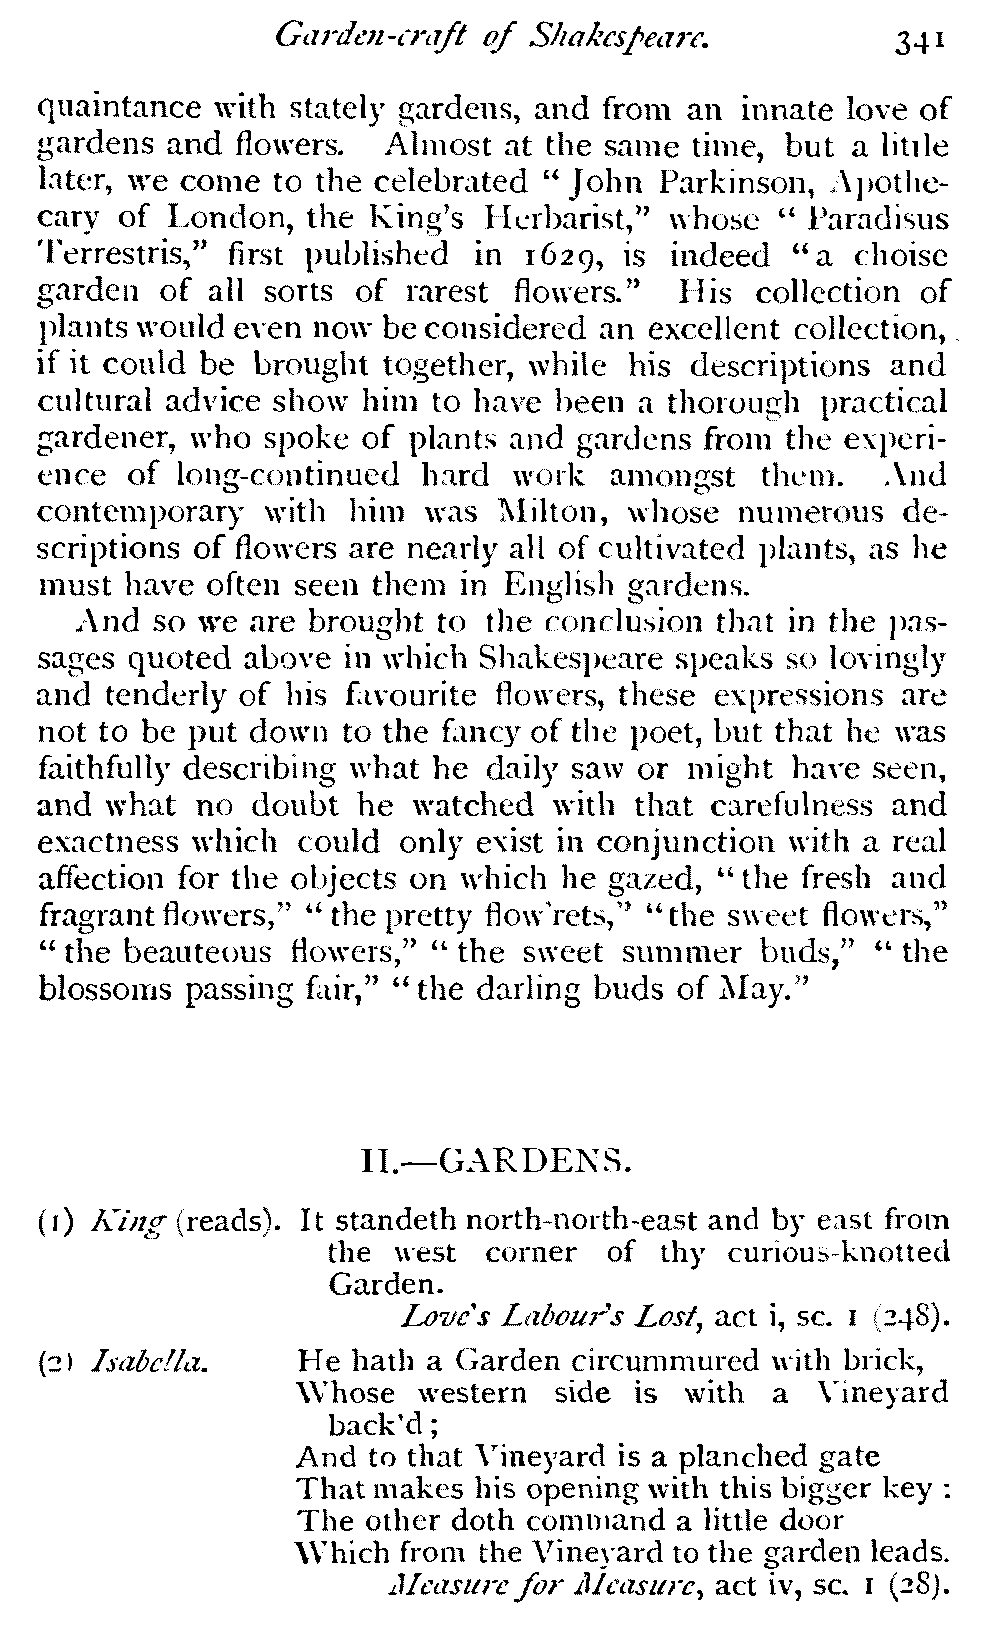 Garden-craft of Shakespeare. 341
quaintance with stately gardens, and from an innate love of
gardens and flowers. Almost at the same time, but a little
later, we come to the celebrated “ John Parkinson, Apothe-
cary of London, the King’s Herbarist,” whose “ Paradisus
Terrestris,” first published in 1629, is indeed “ a choise
garden of all sorts of rarest flowers.” His collection of
plants would even now be considered an excellent collection,
if it could be brought together, while his descriptions and
cultural advice show him to have been a thorough practical
gardener, who spoke of plants and gardens from the experi-
ence of long-continued hard work amongst them. And
contemporary with him was Milton, whose numerous de-
scriptions of flowers are nearly all of cultivated plants, as he
must have often seen them in English gardens.
And so we are brought to the conclusion that in the pas-
sages quoted above in which Shakespeare speaks so lovingly
and tenderly of his favourite flowers, these expressions are
not to be put down to the fancy of the poet, but that he was
faithfully describing what he daily saw or might have seen,
and what no doubt he watched with that carefulness and
exactness which could only exist in conjunction with a real
affection for the objects on which he gazed, “ the fresh and
fragrant flowers,” “ the pretty flow’rets,” “ the sweet flowers,”
“ the beauteous flowers,” “ the sweet summer buds,” “ the
blossoms passing fair,” “ the darling buds of May.”
II.—GARDENS.
(1) King (reads). It standeth north-north-east and by east from
the west corner of thy curious-knotted
Garden.
Love’s Labour’s Lost, act i, sc. 1 (248).
(2) Isabella. He hath a Garden circummured with brick,
Whose western side is with a Vineyard
back’d ;
And to that Vineyard is a planched gate
That makes his opening with this bigger key :
The other doth command a little door
Which from the Vineyard to the garden leads.
Measure for Measure, act iv, sc. 1 (28).